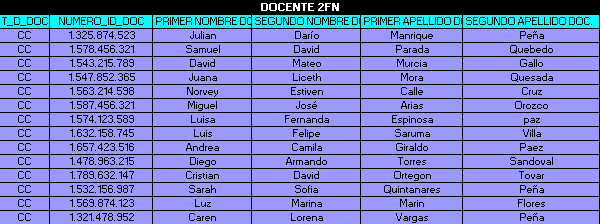 DOCENTE 2FN
T_D_DOC NUMERO_ID_DOC PRIMER NOMBRE DO SEGUNDO NOMBRE D PRIMER APELLIDO D SEGUNDO APELLIDO DOC.
CC 1.325.874.523 Julian Darío Manrique Peña
CC 1.578.456.321 Samuel David Parada Quebedo
CC 1.543.215.789 David Mateo Murcia Gallo
CC 1.547.852.365 Juana Liceth Mora Quesada
CC 1.563.214.598 Norvey Estiven Calle Cruz
CC 1.587.456.321 Miguel José Arias Orozco
CC 1.574.123.589 Luisa Fernanda Espinosa paz
CC 1.632.158.745 Luis Felipe Saruma Villa
CC 1.657.423.516 Andrea Camila Giraldo Paez
CC 1.478.963.215 Diego Armando Torres Sandoval
CC 1.789.632.147 Cristian David Ortegon Tovar
CC 1.532.156.987 Sarah Sofia Quintanares Peña
CC 1.569.874.123 Luz Marina Marin Flores
CC 1.321.478.952 Caren Lorena Vargas Peña